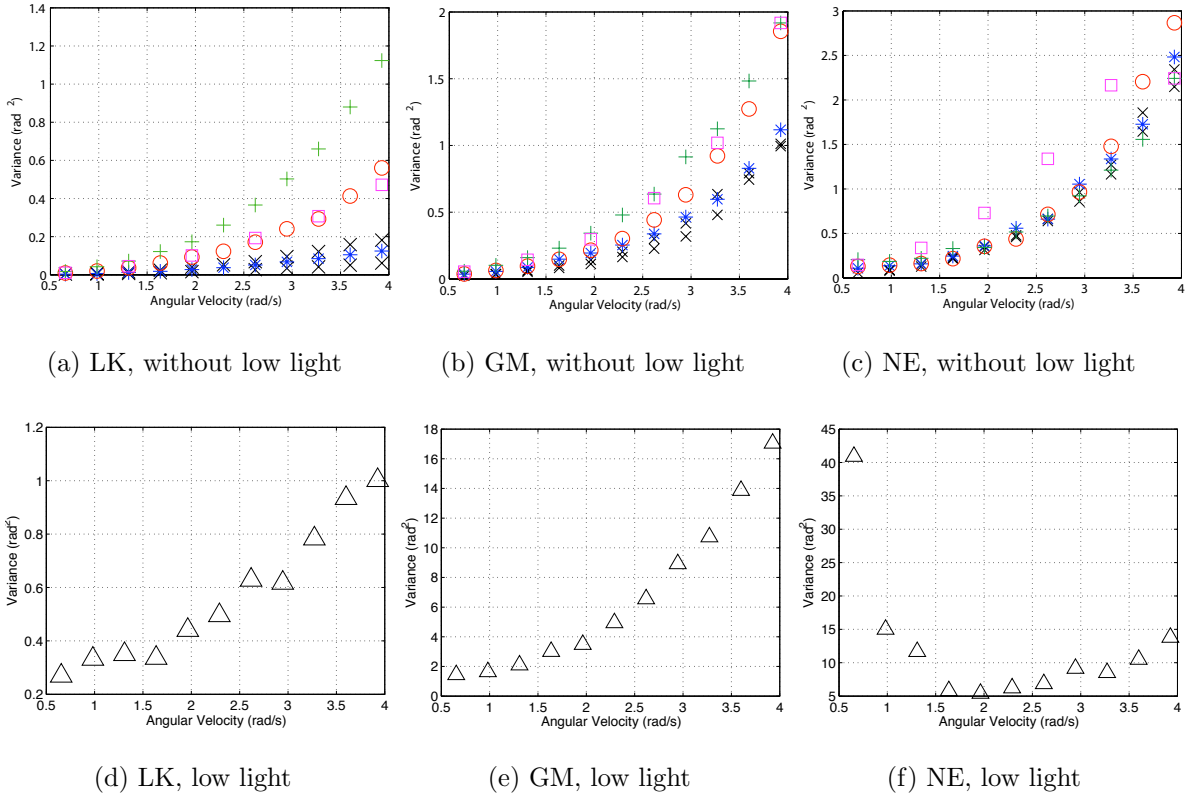 1.4
1.2
1
0.8
0.6
0.4
0.2
0
0.5 1 1.5 2 2.5 3 3.5 4
Variance (rad ²)
Angular Velocity (rad/s)
2
1.5
1
0.5
0
0.5 1 1.5 2 2.5 3 3.5 4
Variance (rad ²)
Angular Velocity (rad/s)
3
2.5
2
1.5
1
0.5
0
0.5 1 1.5 2 2.5 3 3.5 4
Variance (rad ²)
Angular Velocity (rad/s)
(a) LK, without low light
(b) GM, without low light
(c) NE, without low light
1.2
1
0.8
0.6
0.4
0.2
0.5 1 1.5 2 2.5 3 3.5 4
Variance (rad²)
Angular Velocity (rad/s)
18
16
14
12
10
8
6
4
2
0
0.5 1 1.5 2 2.5 3 3.5 4
Variance (rad²)
Angular Velocity (rad/s)
45
40
35
30
25
20
15
10
5
0.5 1 1.5 2 2.5 3 3.5 4
Variance (rad²)
Angular Velocity (rad/s)
(d) LK, low light
(e) GM, low light
(f) NE, low light